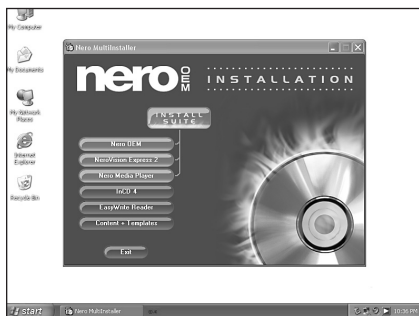 My Computer
My Documents
My Network
Places
Internet
Explorer
Recycle Bin
Nero MultiInstaller
nero OEM
INSTALLATION
INSTALL
SUITE
Nero OEM
NeroVision Express 2
Nero Media Player
InCD 4
EasyWrite Reader
Content + Templates
Exit
start
Nero MultiInstaller
10:36 PM